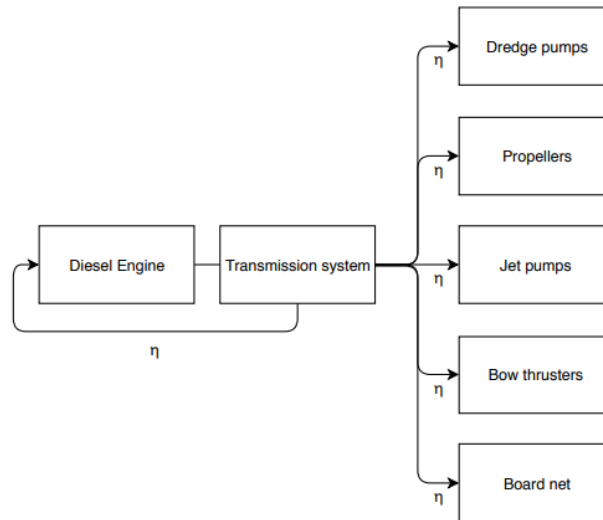 Dredge pumps
η
Propellers
η
Diesel Engine
Transmission system
Jet pumps
η
η
Bow thrusters
η
Board net
η